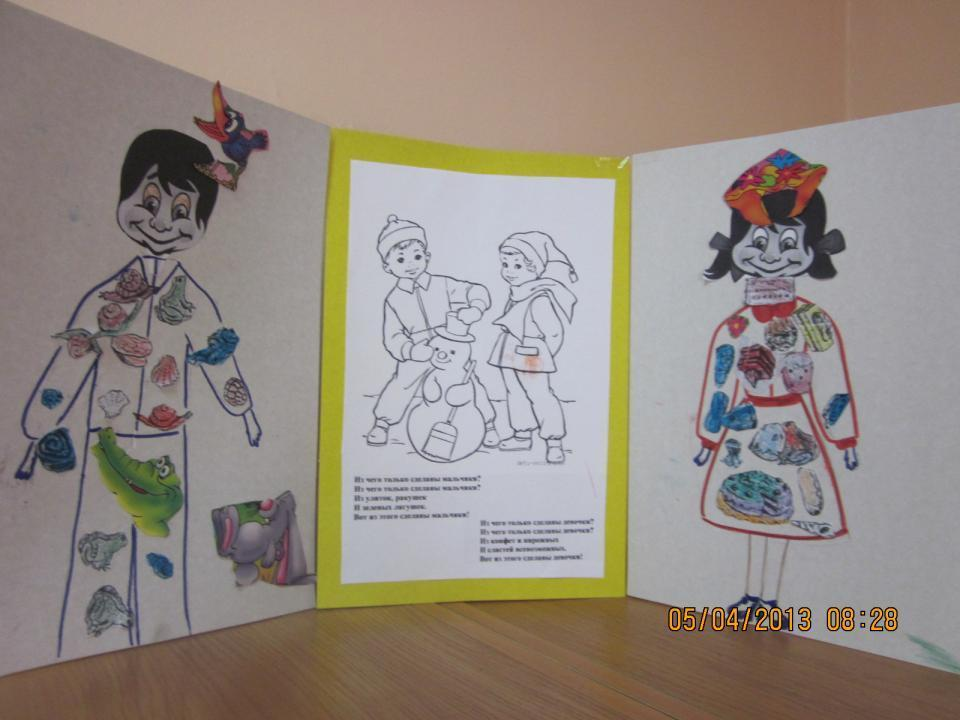 Из чего только сделаны мальчики?
Из чего только сделаны мальчики?
Из улиток, ракушек
И зеленых лягушек.
Вот из этого сделаны мальчики!
Из чего только сделаны девочки?
Из чего только сделаны девочки?
Из конфет и пирожных
И сластей всевозможных.
Вот из этого сделаны девочки!
05/04/2013 08:28